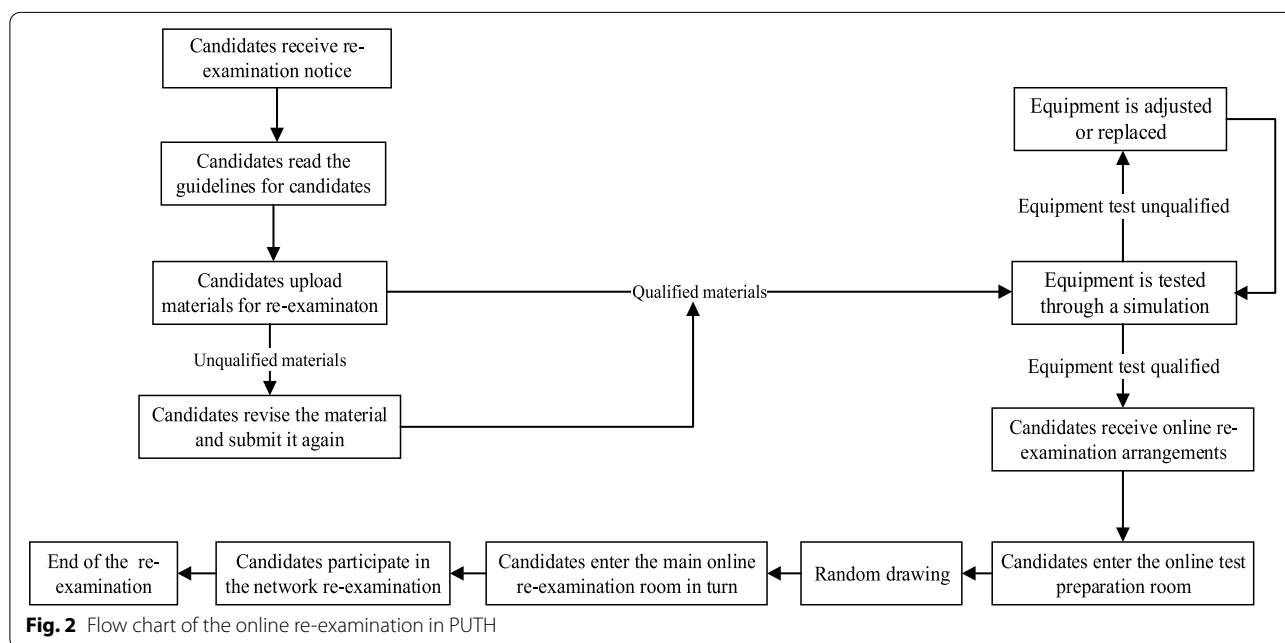 Candidates receive re-
examination notice
Candidates read the
guidelines for candidates
Candidates upload
materials for re-examinaton
Unqualified materials
Candidates revise the material
and submit it again
Qualified materials
Equipment is adjusted
or replaced
Equipment test unqualified
Equipment is tested
through a simulation
Equipment test qualified
Candidates receive online re-
examination arrangements
Candidates enter the online test
preparation room
Random drawing
Candidates enter the main online
re-examination room in turn
Candidates participate in
the network re-examination
End of the re-
examination
Fig. 2 Flow chart of the online re-examination in PUTH